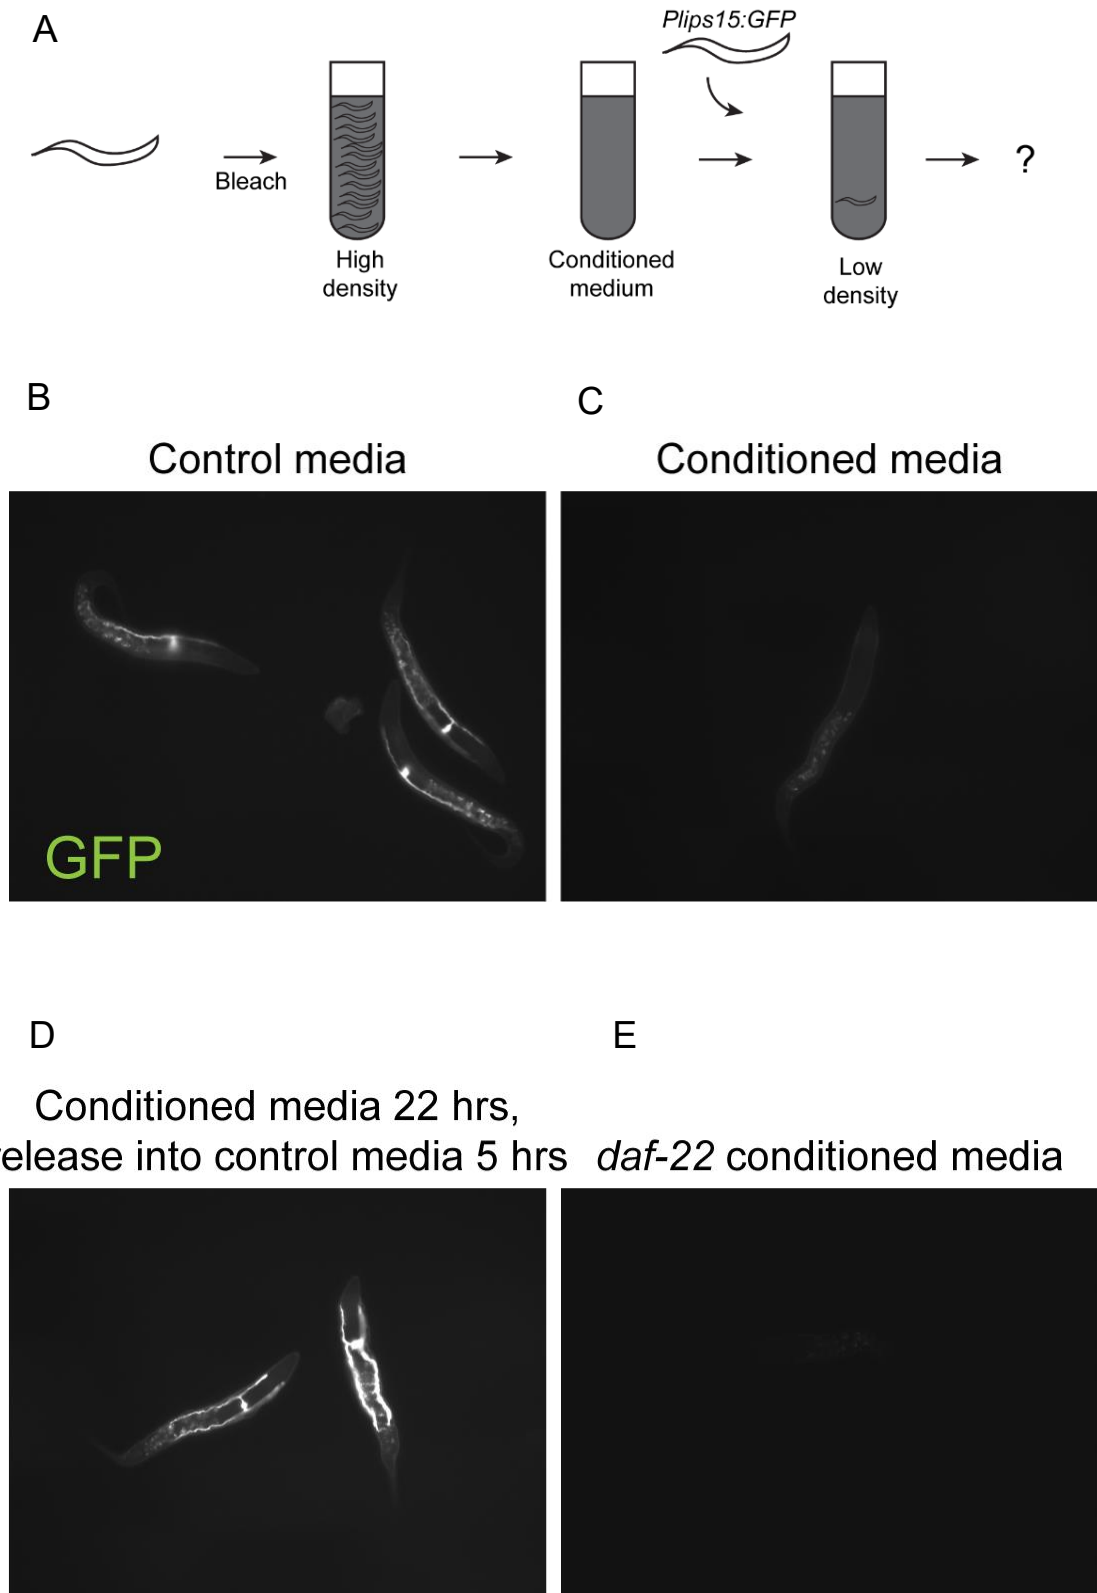 A
Plips15:GFP
Bleach
?
High
density
Conditioned
medium
Low
density
B
C
Control media
Conditioned media
GFP
D
E
Conditioned media 22 hrs,
elease into control media 5 hrs
daf-22 conditioned media